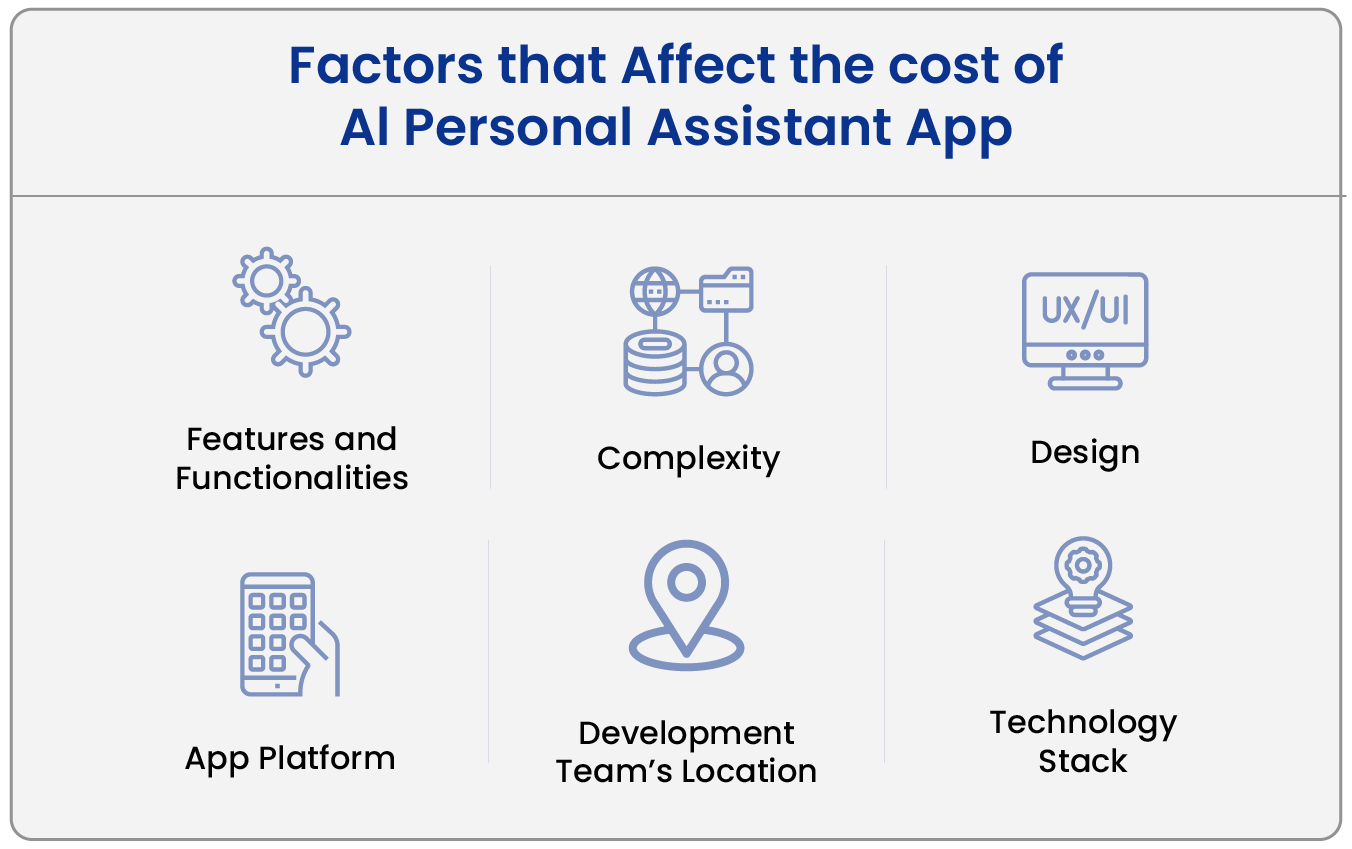 Factors that Affect the cost of
AI Personal Assistant App
Features and
Functionalities
Complexity
UX/UI
Design
App Platform
Development
Team’s Location
Technology
Stack